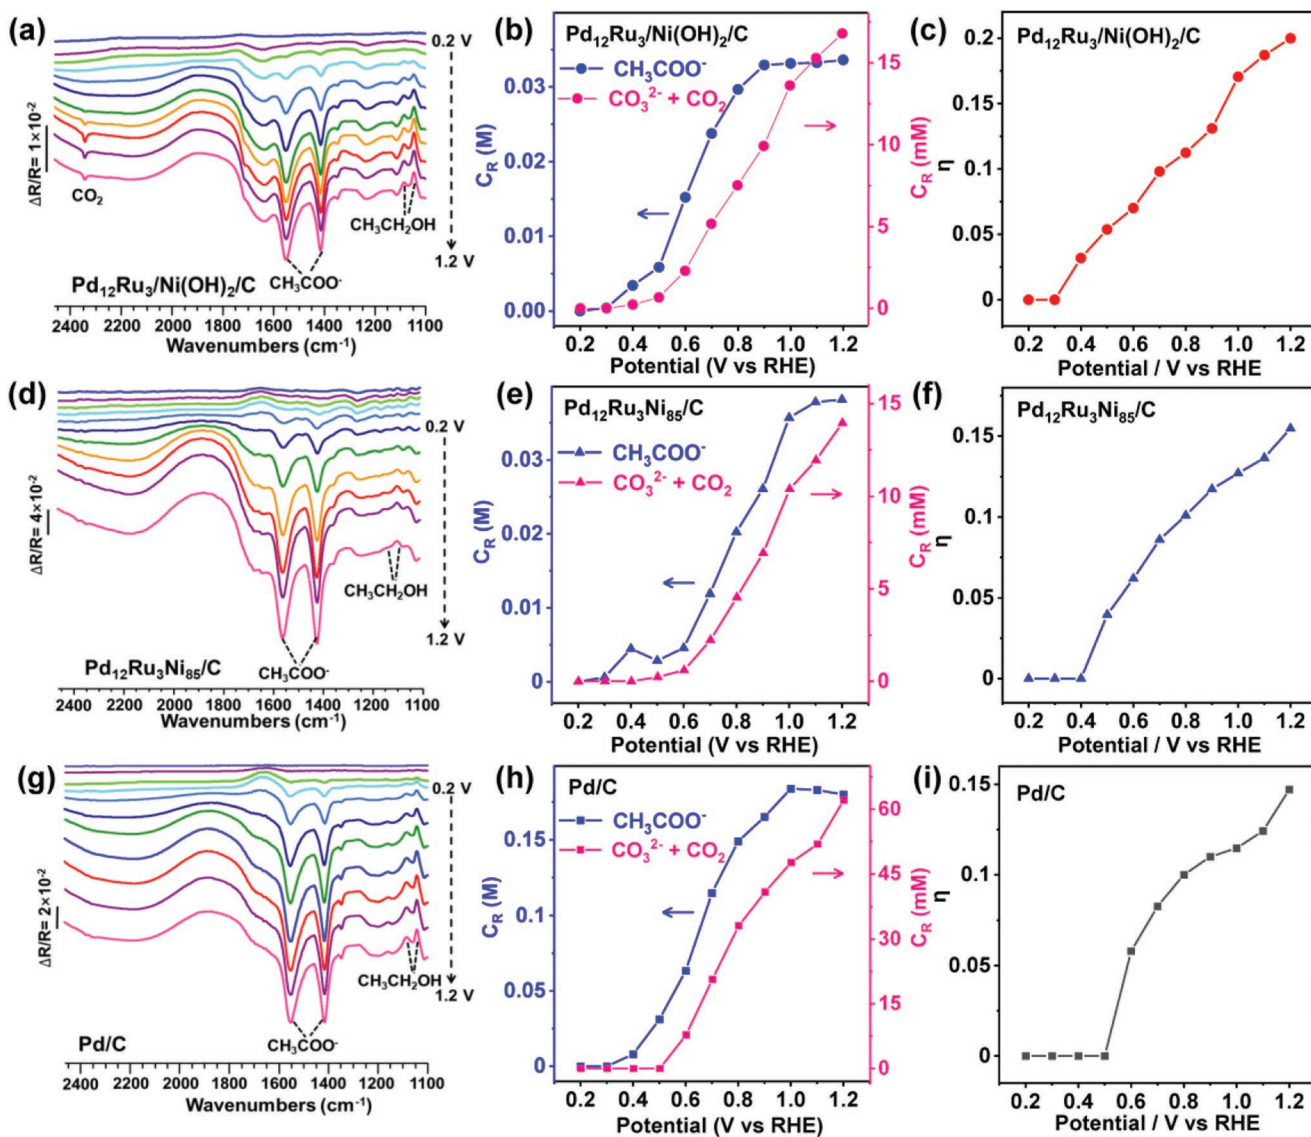 (a)
0.2 V
ΔR/R= 1×10⁻²
CO₂
CH₃CH₂OH
1.2 V
Pd₁₂Ru₃/Ni(OH)₂/C
CH₃COO⁻
2400 2200 2000 1800 1600 1400 1200 1100
Wavenumbers (cm⁻¹)
(b)
Pd₁₂Ru₃/Ni(OH)₂/C
CH₃COO⁻
CO₃²⁻ + CO₂
C_R (M)
0.03
0.02
0.01
0.00
C_R (mM)
15
10
5
0
0.2 0.4 0.6 0.8 1.0 1.2
Potential (V vs RHE)
(c)
Pd₁₂Ru₃/Ni(OH)₂/C
η
0.2
0.15
0.1
0.05
0
0.2 0.4 0.6 0.8 1.0 1.2
Potential / V vs RHE
(d)
0.2 V
ΔR/R= 4×10⁻²
CH₃CH₂OH
1.2 V
Pd₁₂Ru₃Ni₈₅/C
CH₃COO⁻
2400 2200 2000 1800 1600 1400 1200 1100
Wavenumbers (cm⁻¹)
(e)
Pd₁₂Ru₃Ni₈₅/C
CH₃COO⁻
CO₃²⁻ + CO₂
C_R (M)
0.03
0.02
0.01
0
C_R (mM)
15
10
5
0
0.2 0.4 0.6 0.8 1.0 1.2
Potential (V vs RHE)
(f)
Pd₁₂Ru₃Ni₈₅/C
η
0.15
0.1
0.05
0
0.2 0.4 0.6 0.8 1.0 1.2
Potential / V vs RHE
(g)
0.2 V
ΔR/R= 2×10⁻²
CH₃CH₂OH
1.2 V
CH₃COO⁻
Pd/C
2400 2200 2000 1800 1600 1400 1200 1100
Wavenumbers (cm⁻¹)
(h)
Pd/C
CH₃COO⁻
CO₃²⁻ + CO₂
C_R (M)
0.15
0.1
0.05
0
C_R (mM)
60
45
30
15
0
0.2 0.4 0.6 0.8 1.0 1.2
Potential (V vs RHE)
(i)
Pd/C
η
0.15
0.1
0.05
0
0.2 0.4 0.6 0.8 1.0 1.2
Potential / V vs RHE